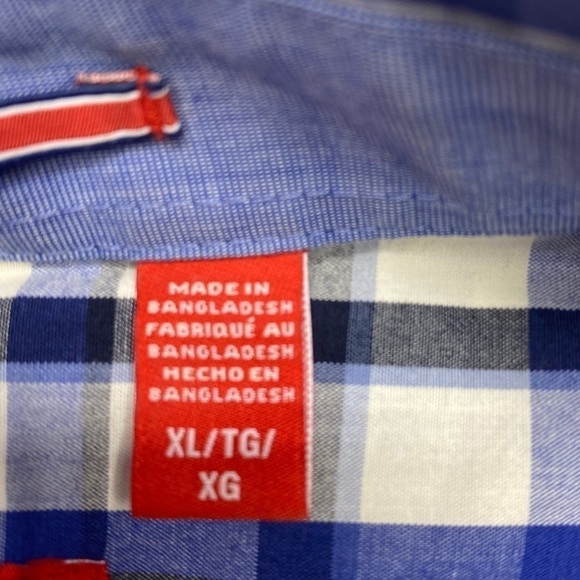 MADE IN
BANGLADESH
FABRIQUÉ AU
BANGLADESH
HECHO EN
BANGLADESH
XL/TG/
XG